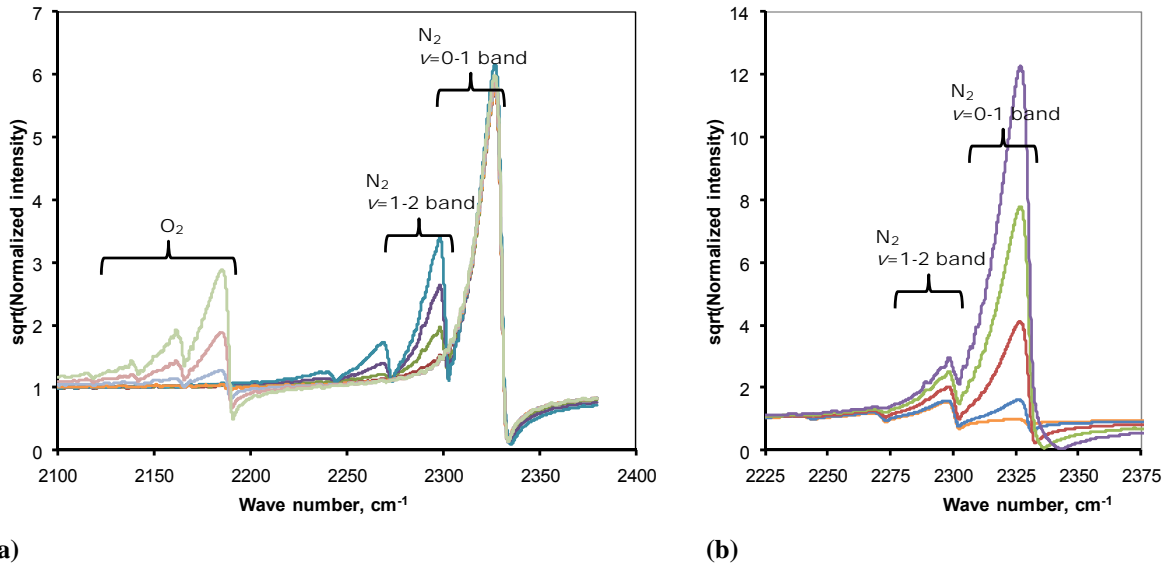 7
6
5
4
3
2
1
0
sqrt(Normalized intensity)
N2
v=0-1 band
N2
v=1-2 band
O2
2100
2150
2200
2250
2300
2350
2400
Wave number, cm-1
a)
14
12
10
8
6
4
2
0
sqrt(Normalized intensity)
N2
v=0-1 band
N2
v=1-2 band
2225
2250
2275
2300
2325
2350
2375
Wave number, cm-1
(b)